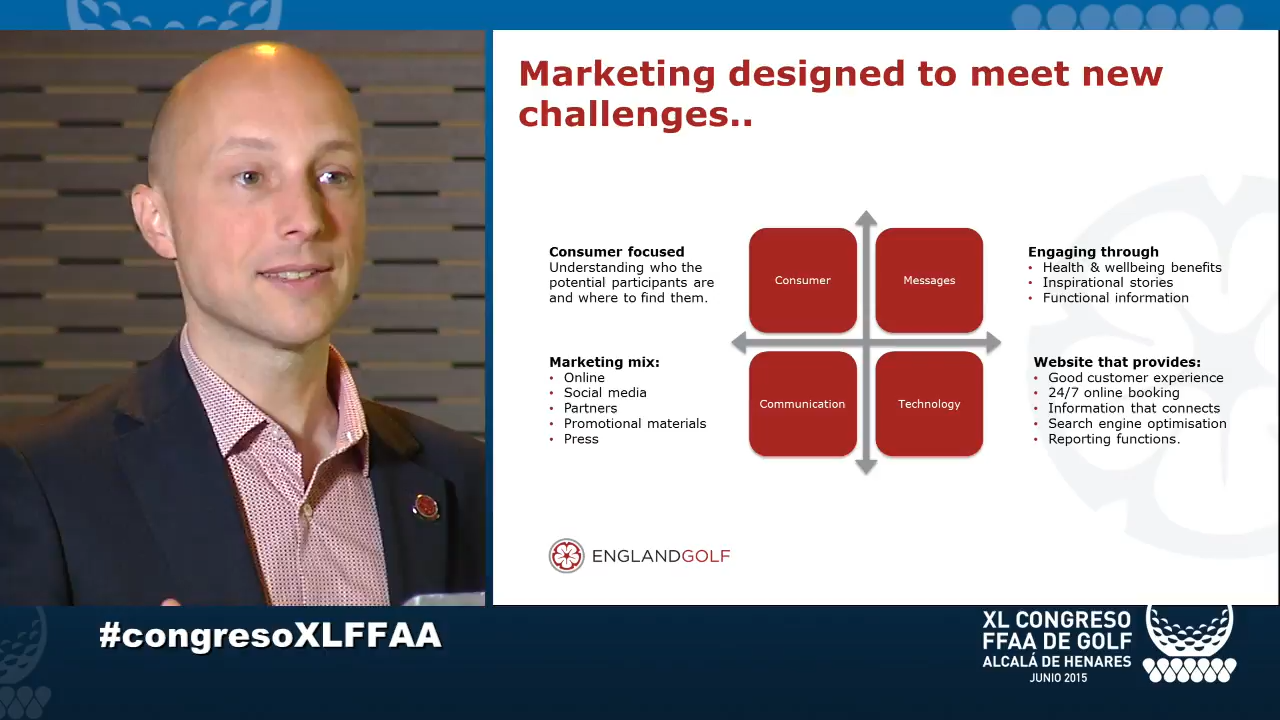 Marketing designed to meet new
challenges..
Consumer focused
Understanding who the
potential participants are
and where to find them.
Consumer
Messages
Engaging through
• Health & wellbeing benefits
• Inspirational stories
• Functional information
Marketing mix:
• Online
• Social media
• Partners
• Promotional materials
• Press
Communication
Technology
Website that provides:
• Good customer experience
• 24/7 online booking
• Information that connects
• Search engine optimisation
• Reporting functions.
ENGLANDGOLF
#congresoXLFFAA
XL CONGRESO
FFAA DE GOLF
ALCALÁ DE HENARES
JUNIO 2015